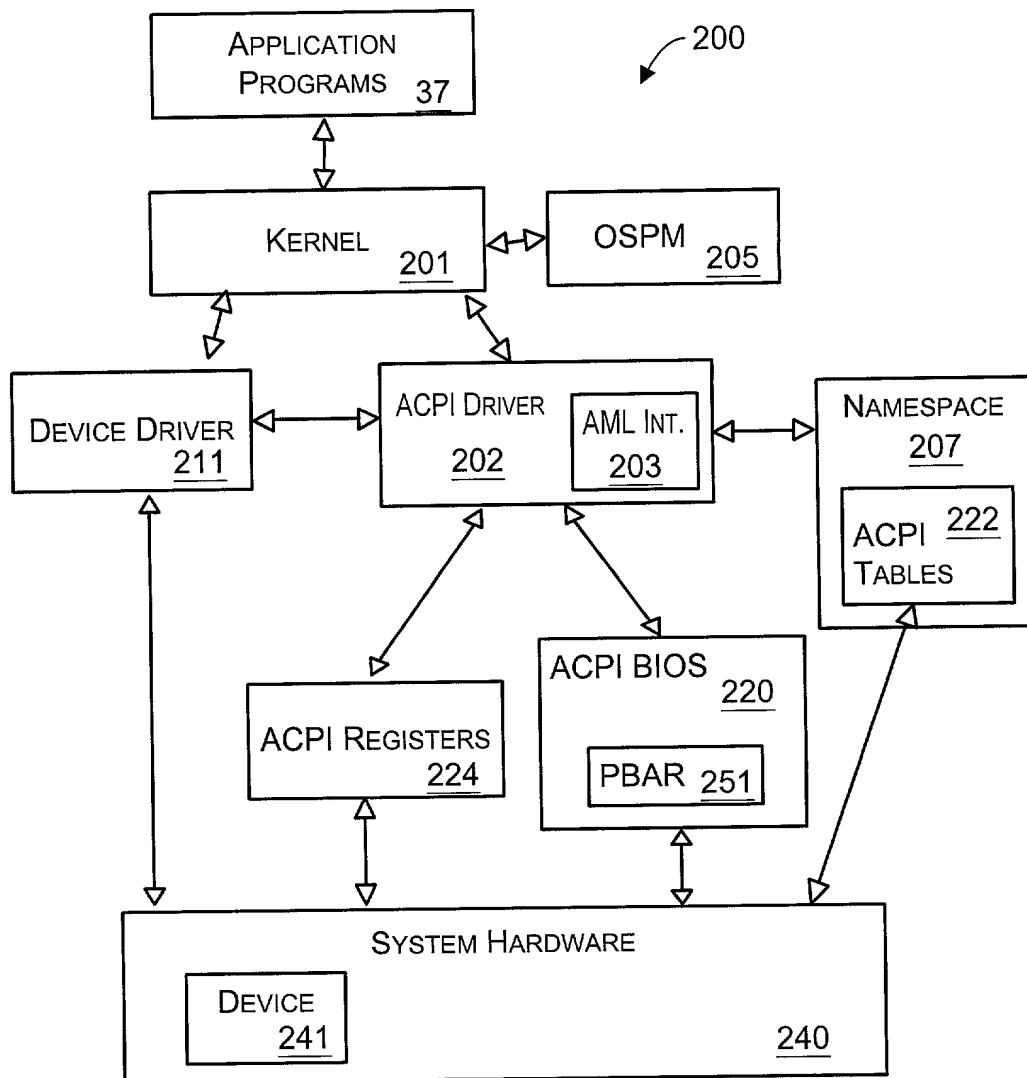 APPLICATION
PROGRAMS 37
200
KERNEL
201
OSPM
205
DEVICE DRIVER
211
ACPI DRIVER
202
AML INT.
203
NAMESPACE
207
ACPI 222
TABLES
ACPI REGISTERS
224
ACPI BIOS
220
PBAR 251
SYSTEM HARDWARE
DEVICE
241
240